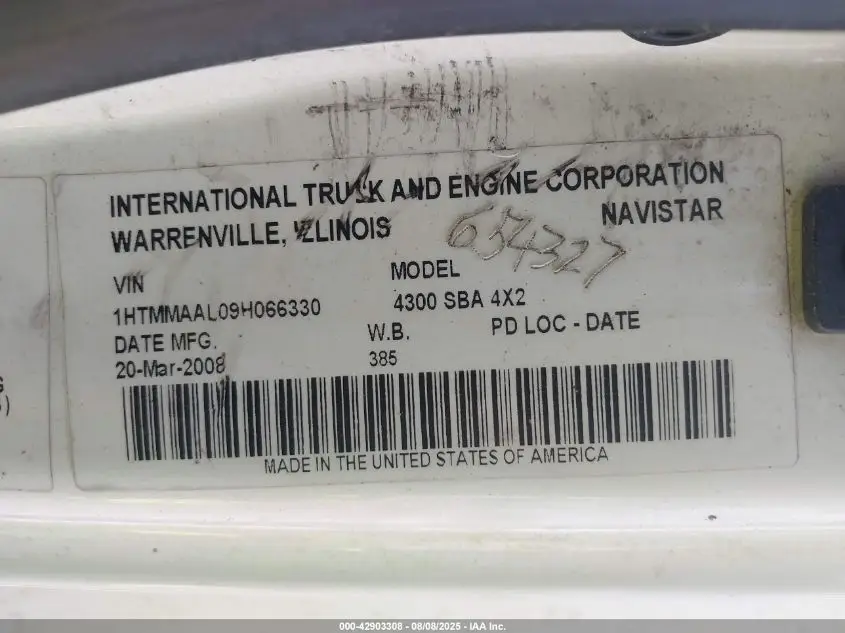 INTERNATIONAL TRUCK AND ENGINE CORPORATION
WARRENVILLE, ILLINOIS NAVISTAR
654327
VIN MODEL
1HTMMAAL09H066330 4300 SBA 4X2
DATE MFG. W.B. PD LOC - DATE
20-Mar-2008 385
MADE IN THE UNITED STATES OF AMERICA
000-42903308 - 08/08/2025 - IAA Inc.